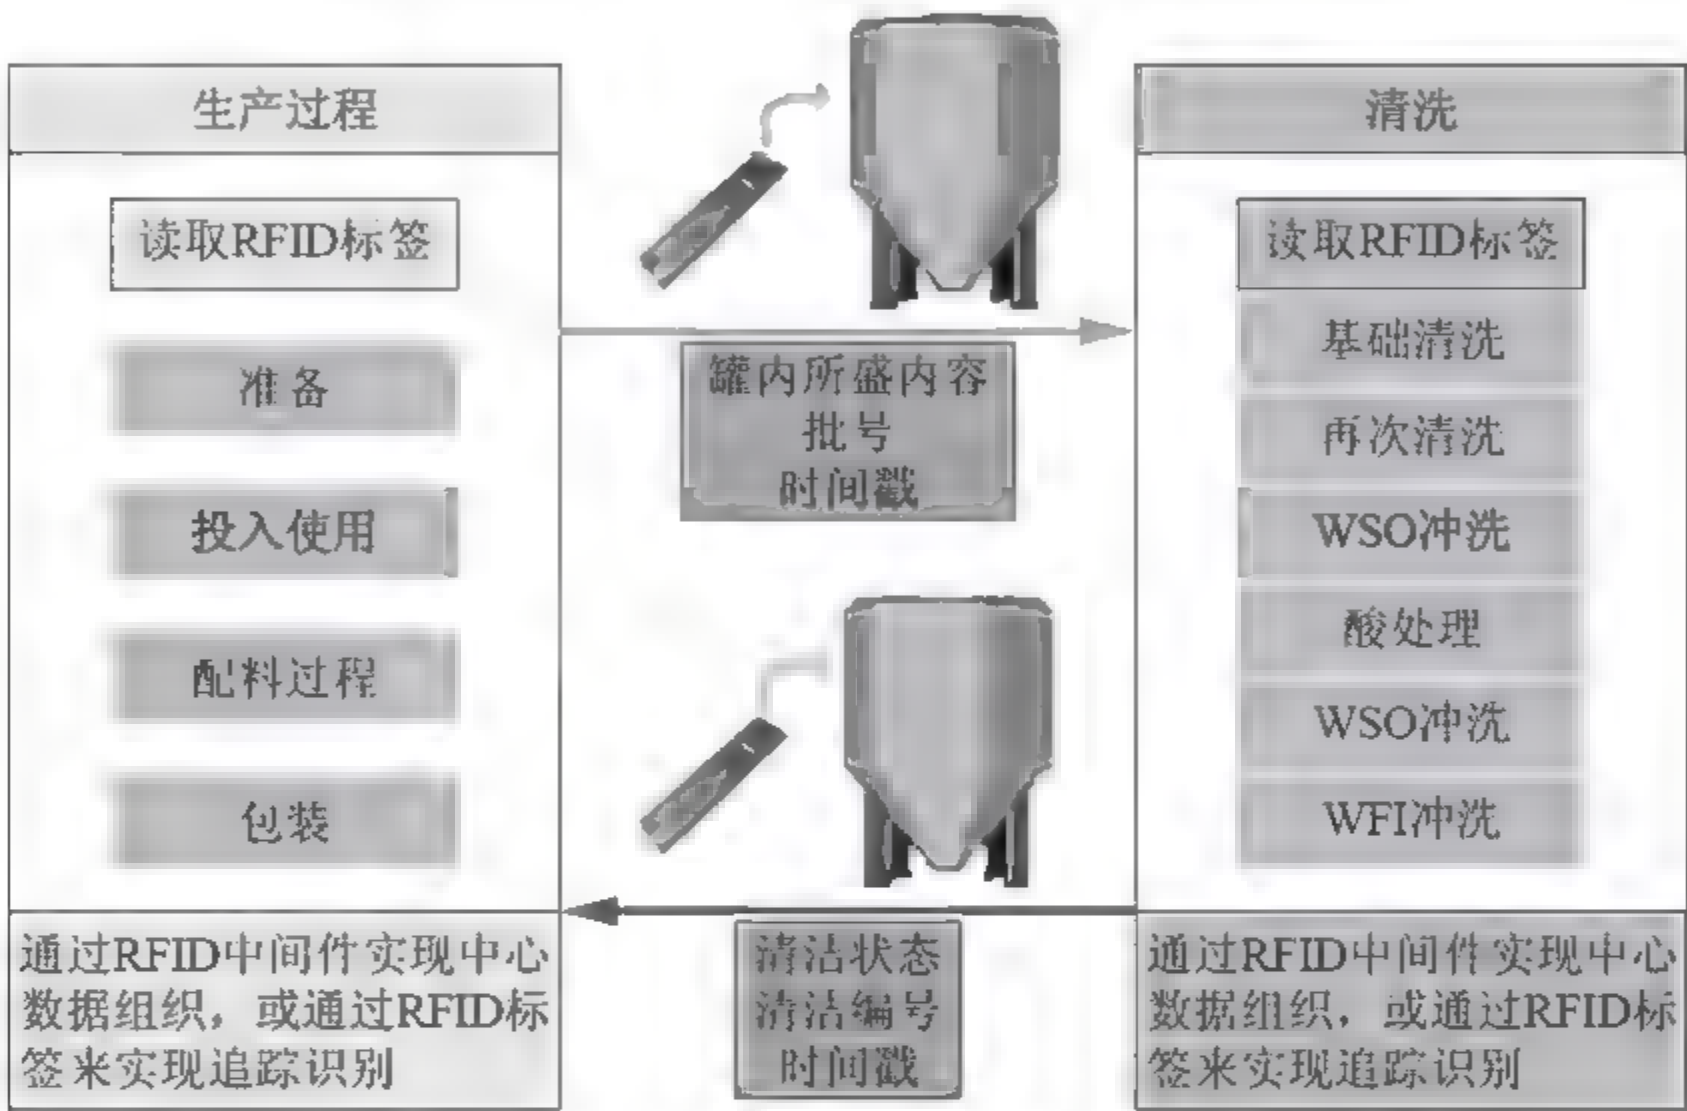 生产过程
读取RFID标签
准备
投入使用
配料过程
包装
通过RFID中间件实现中心
数据组织，或通过RFID标
签来实现追踪识别
罐内所盛内容
批号
时间戳
清洁状态
清洁编号
时间戳
清洗
读取RFID标签
基础清洗
再次清洗
WSO冲洗
酸处理
WSO冲洗
WFI冲洗
通过RFID中间件实现中心
数据组织，或通过RFID标
签来实现追踪识别